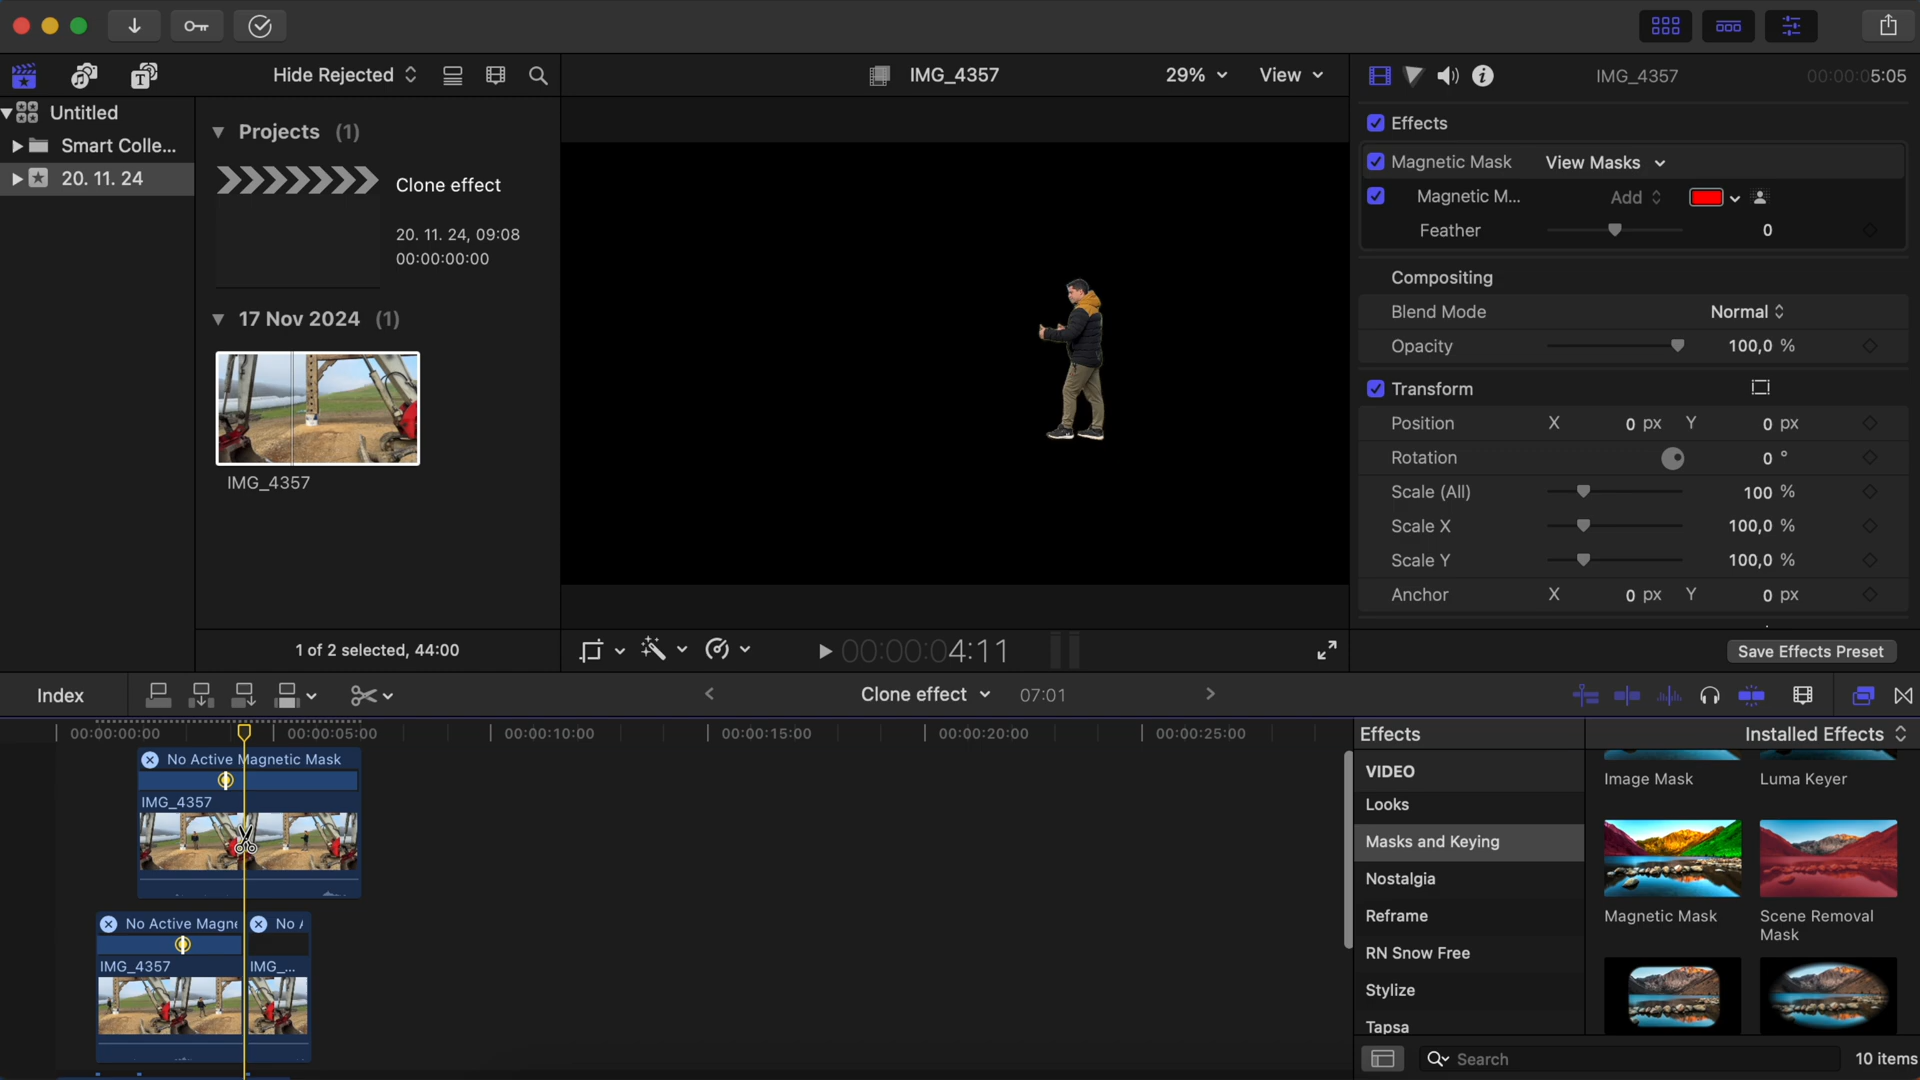 Hide Rejected
IMG_4357
29%
View
IMG_4357
00:00:00:05:05
Untitled
Smart Colle...
20. 11. 24
Projects (1)
Clone effect
20. 11. 24, 09:08
00:00:00:00
17 Nov 2024 (1)
IMG_4357
1 of 2 selected, 44:00
00:00:04:11
Effects
Magnetic Mask View Masks
Magnetic M... Add
Feather 0
Compositing
Blend Mode Normal
Opacity 100,0 %
Transform
Position X 0 px Y 0 px
Rotation 0 °
Scale (All) 100 %
Scale X 100,0 %
Scale Y 100,0 %
Anchor X 0 px Y 0 px
Save Effects Preset
Index
Clone effect 07:01
00:00:00:00 00:00:05:00 00:00:10:00 00:00:15:00 00:00:20:00 00:00:25:00
No Active Magnetic Mask
IMG_4357
No Active Magne
No
IMG_4357
IMG_...
Effects
Installed Effects
VIDEO
Looks
Masks and Keying
Nostalgia
Reframe
RN Snow Free
Stylize
Tapsa
Image Mask
Luma Keyer
Magnetic Mask
Scene Removal
Mask
Search
10 items